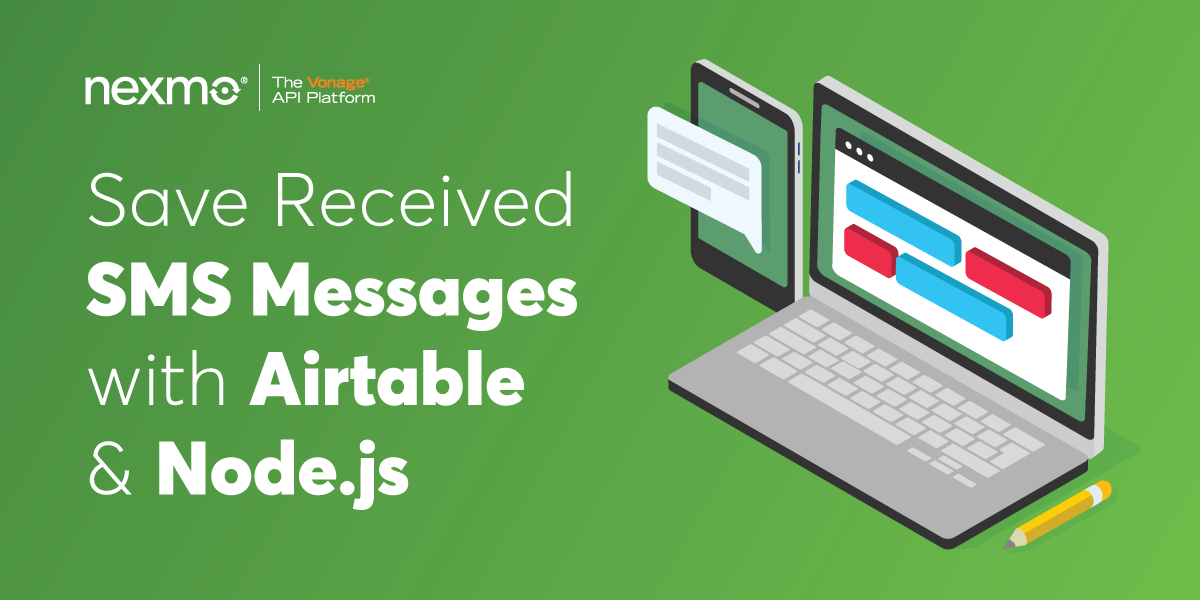 nexmo®
The Vonage®
API Platform
Save Received
SMS Messages
with Airtable
& Node.js